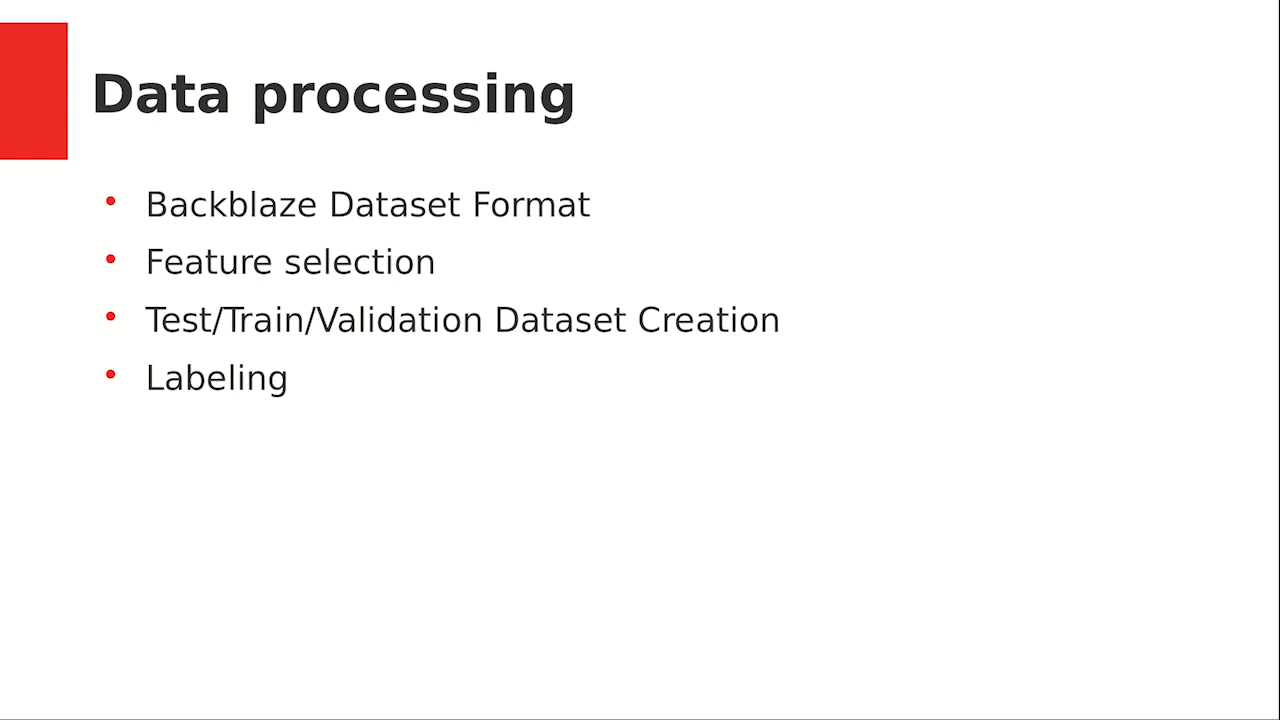 Data processing
Backblaze Dataset Format
Feature selection
Test/Train/Validation Dataset Creation
Labeling